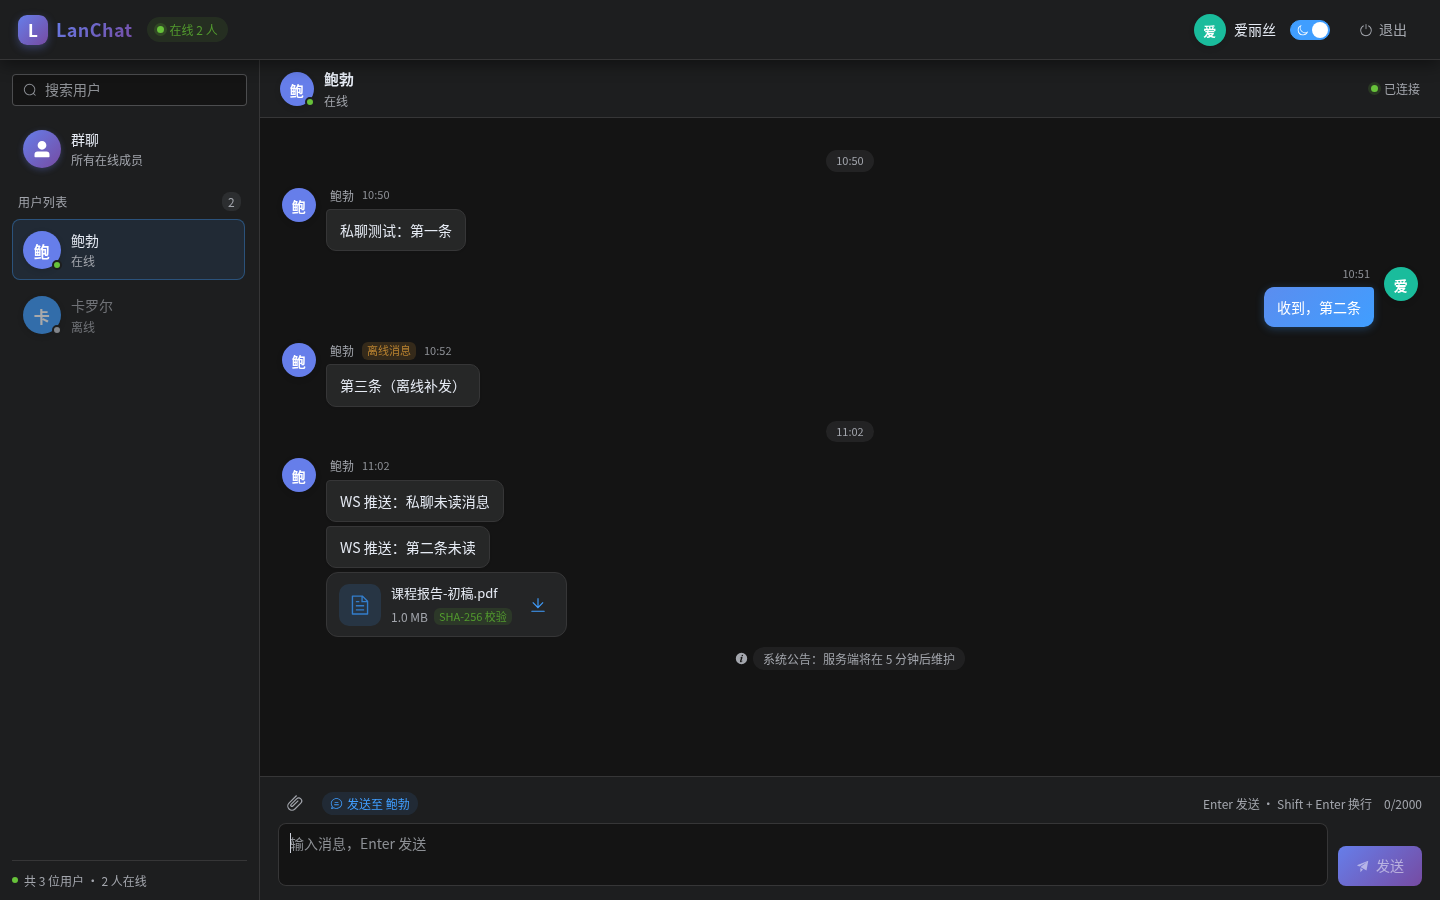 L LanChat 在线 2 人
爱 爱丽丝 退出
搜索用户
群聊
所有在线成员
用户列表 2
鲍 鲍勃
在线
卡 卡罗尔
离线
共 3 位用户 · 2 人在线
鲍 鲍勃
在线
已连接
10:50
鲍 鲍勃 10:50
私聊测试：第一条
10:51
爱
收到，第二条
鲍 鲍勃 离线消息 10:52
第三条（离线补发）
11:02
鲍 鲍勃 11:02
WS 推送：私聊未读消息
WS 推送：第二条未读
课程报告-初稿.pdf
1.0 MB SHA-256 校验
系统公告：服务端将在 5 分钟后维护
发送至 鲍勃
Enter 发送 · Shift + Enter 换行 0/2000
输入消息，Enter 发送
发送